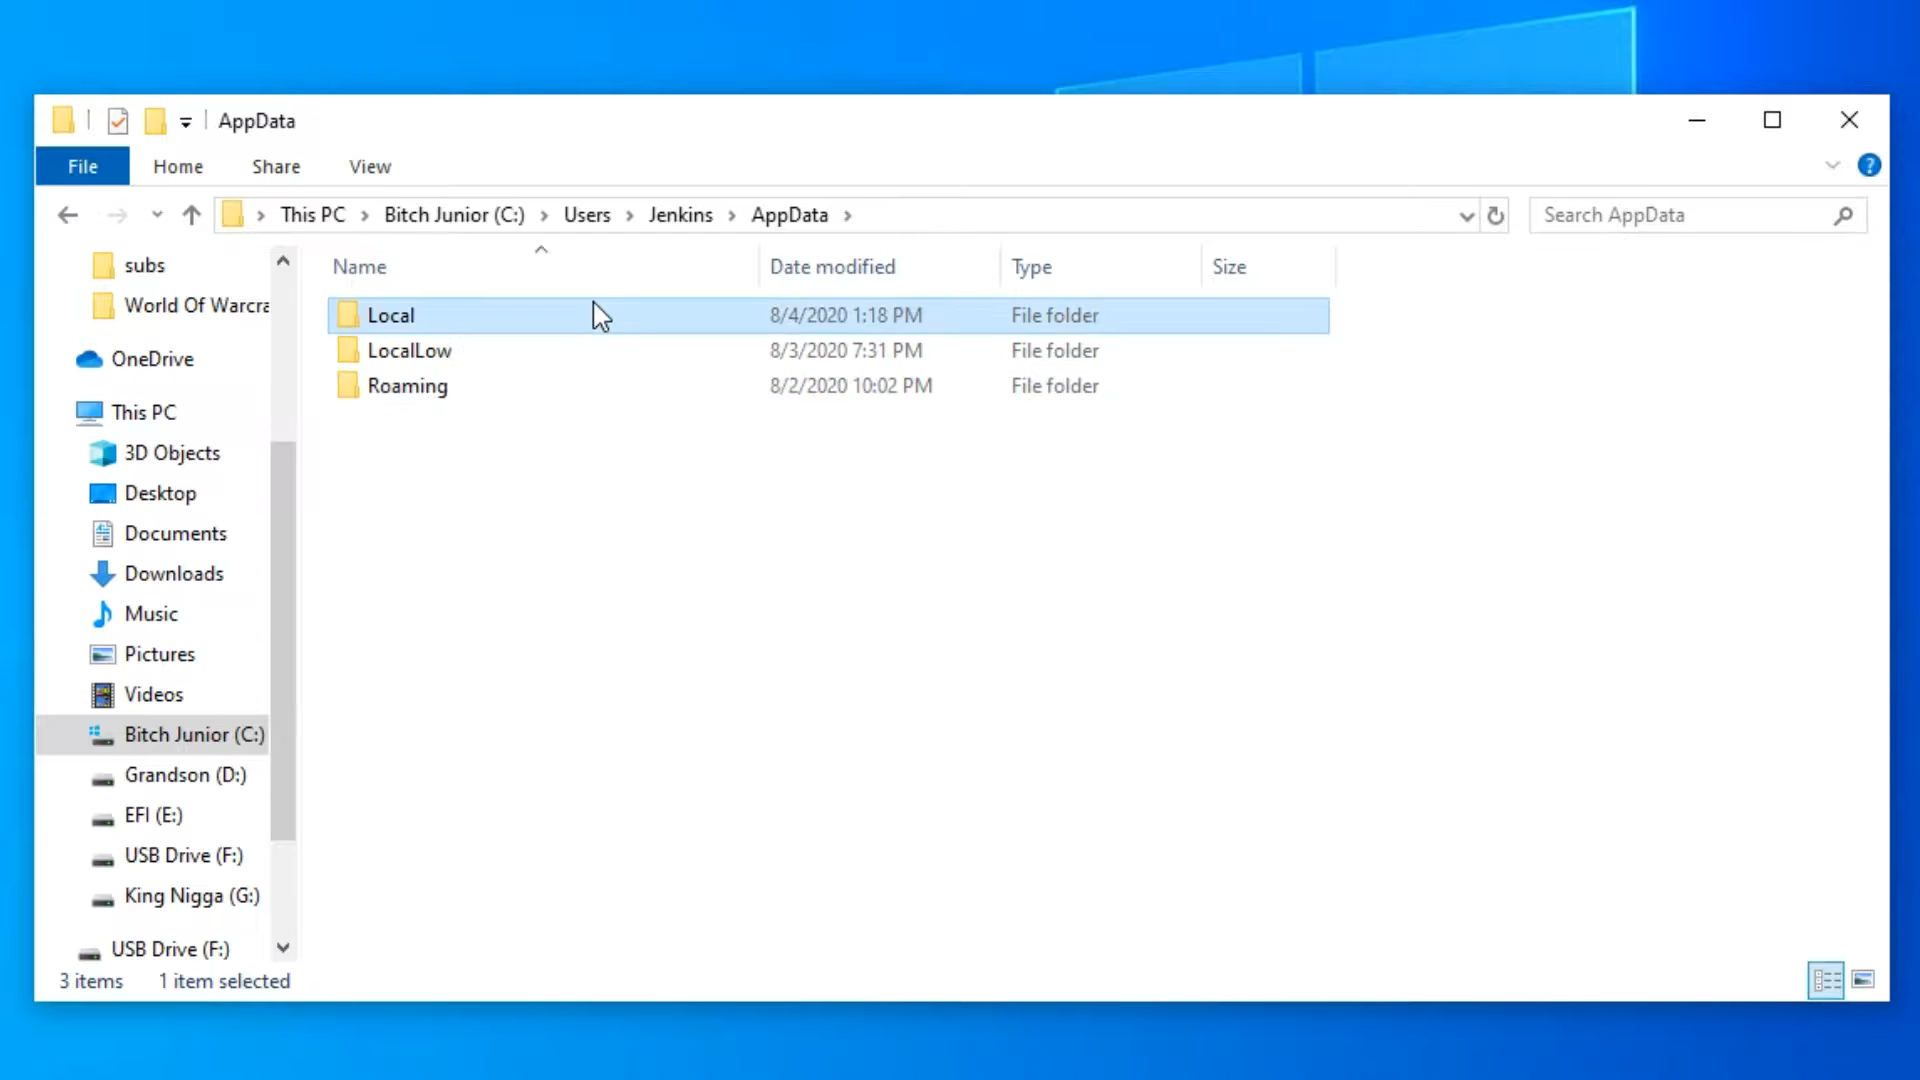 AppData
File Home Share View
This PC Bitch Junior (C:) Users Jenkins AppData Search AppData
Name Date modified Type Size
Local 8/4/2020 1:18 PM File folder
LocalLow 8/3/2020 7:31 PM File folder
Roaming 8/2/2020 10:02 PM File folder
subs
World Of Warcra
OneDrive
This PC
3D Objects
Desktop
Documents
Downloads
Music
Pictures
Videos
Bitch Junior (C:)
Grandson (D:)
EFI (E:)
USB Drive (F:)
King Nigga (G:)
USB Drive (F:)
3 items 1 item selected